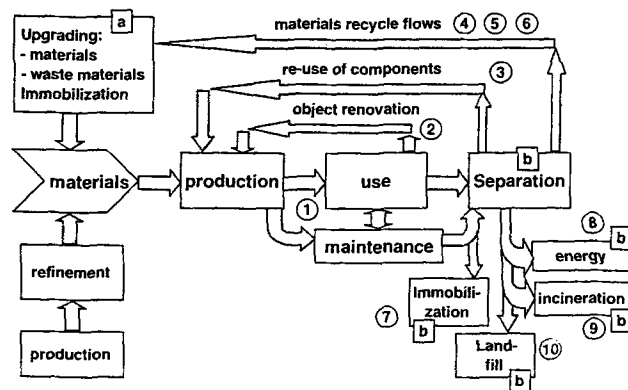 a
Upgrading:
- materials
- waste materials
Immobilization
materials recycle flows ④ ⑤ ⑥
re-use of components ③
object renovation
②
materials
production
use
b
Separation
①
maintenance
refinement
production
Immobili-
zation
⑦
b
⑧
b
energy
incineration
⑨
b
Land-
fill
⑩
b